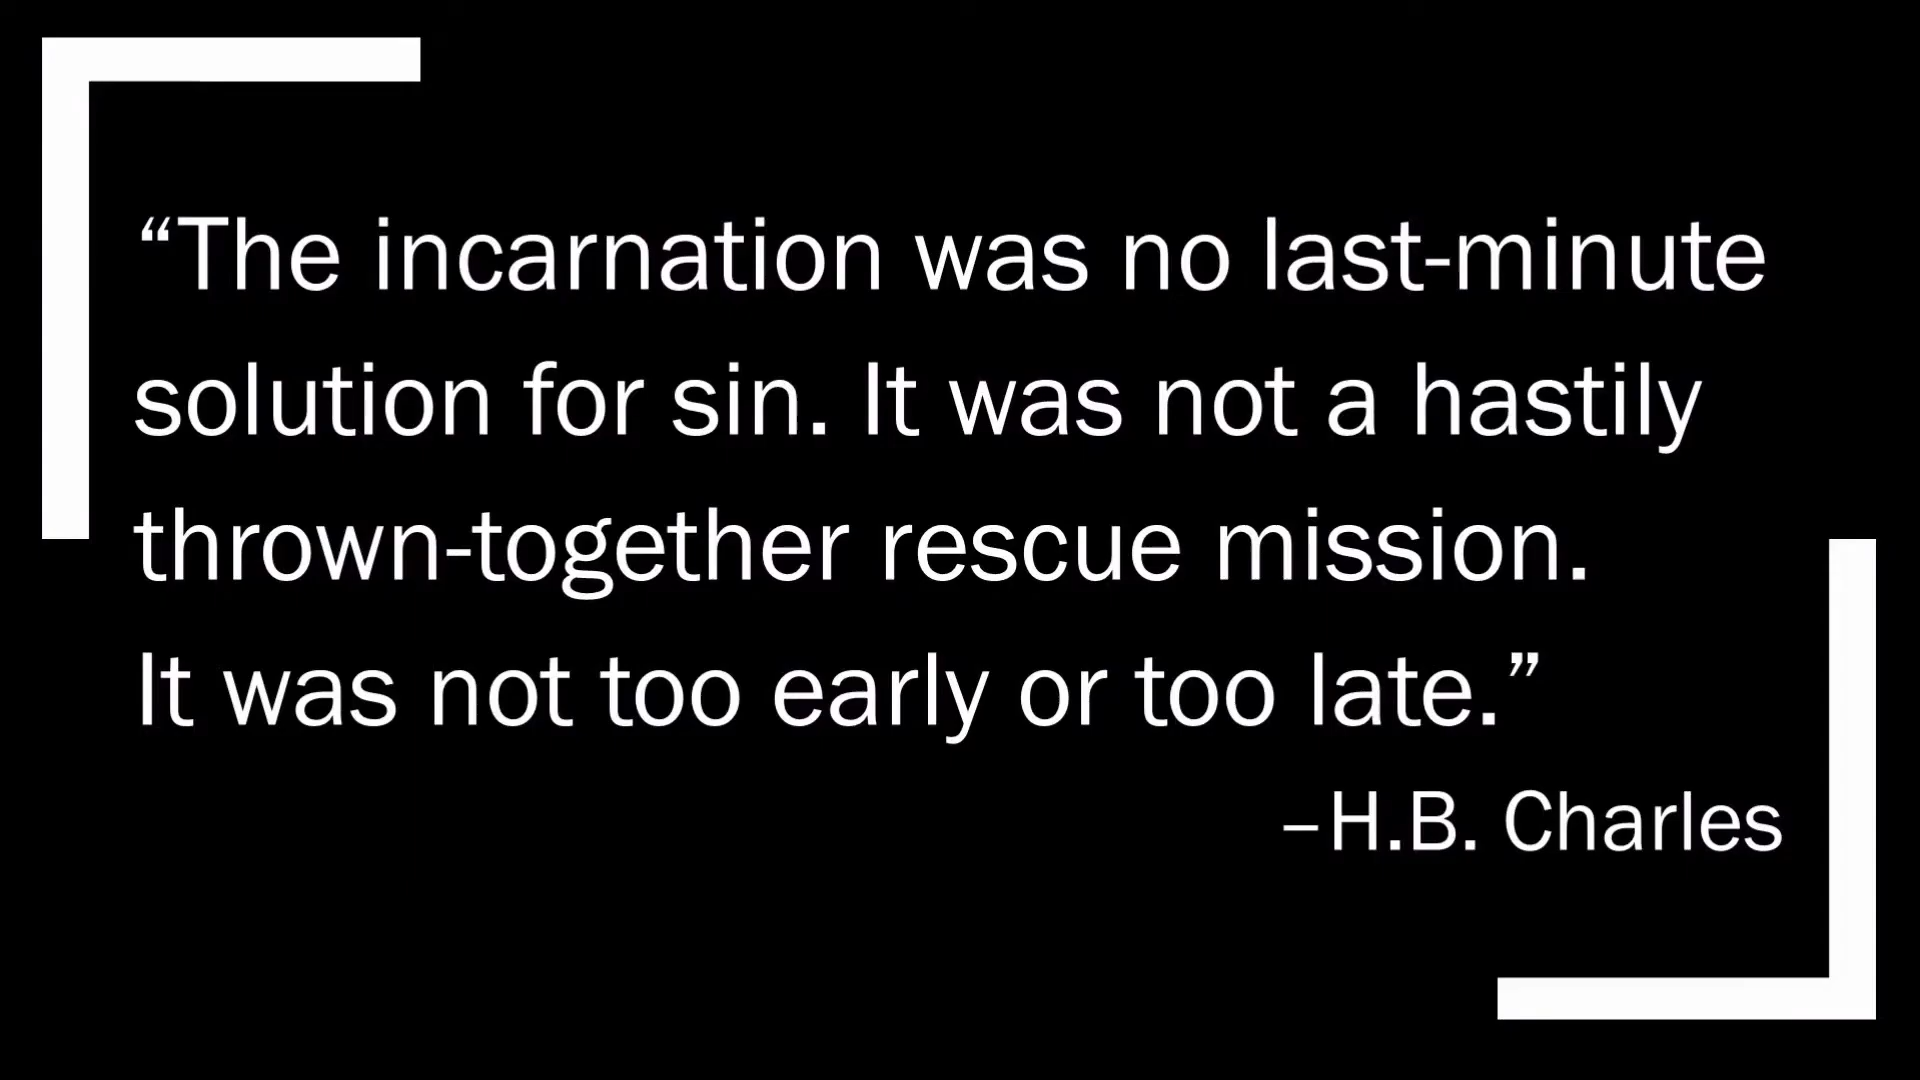 “The incarnation was no last-minute
solution for sin. It was not a hastily
thrown-together rescue mission.
It was not too early or too late.”
–H.B. Charles